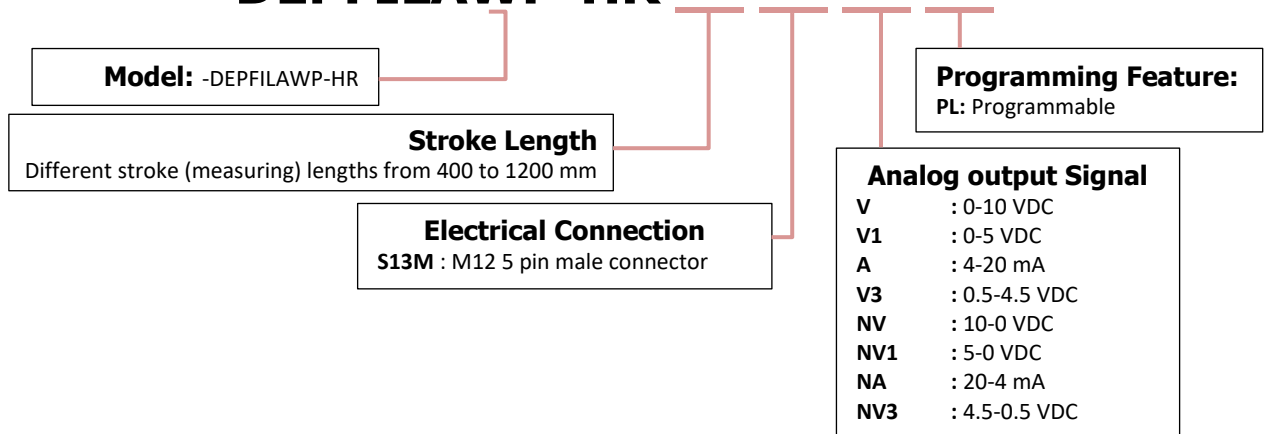 DEPFILAWP-HR
Model: -DEPFILAWP-HR
Stroke Length
Different stroke (measuring) lengths from 400 to 1200 mm
Electrical Connection
S13M : M12 5 pin male connector
Programming Feature:
PL: Programmable
Analog output Signal
V : 0-10 VDC
V1 : 0-5 VDC
A : 4-20 mA
V3 : 0.5-4.5 VDC
NV : 10-0 VDC
NV1 : 5-0 VDC
NA : 20-4 mA
NV3 : 4.5-0.5 VDC